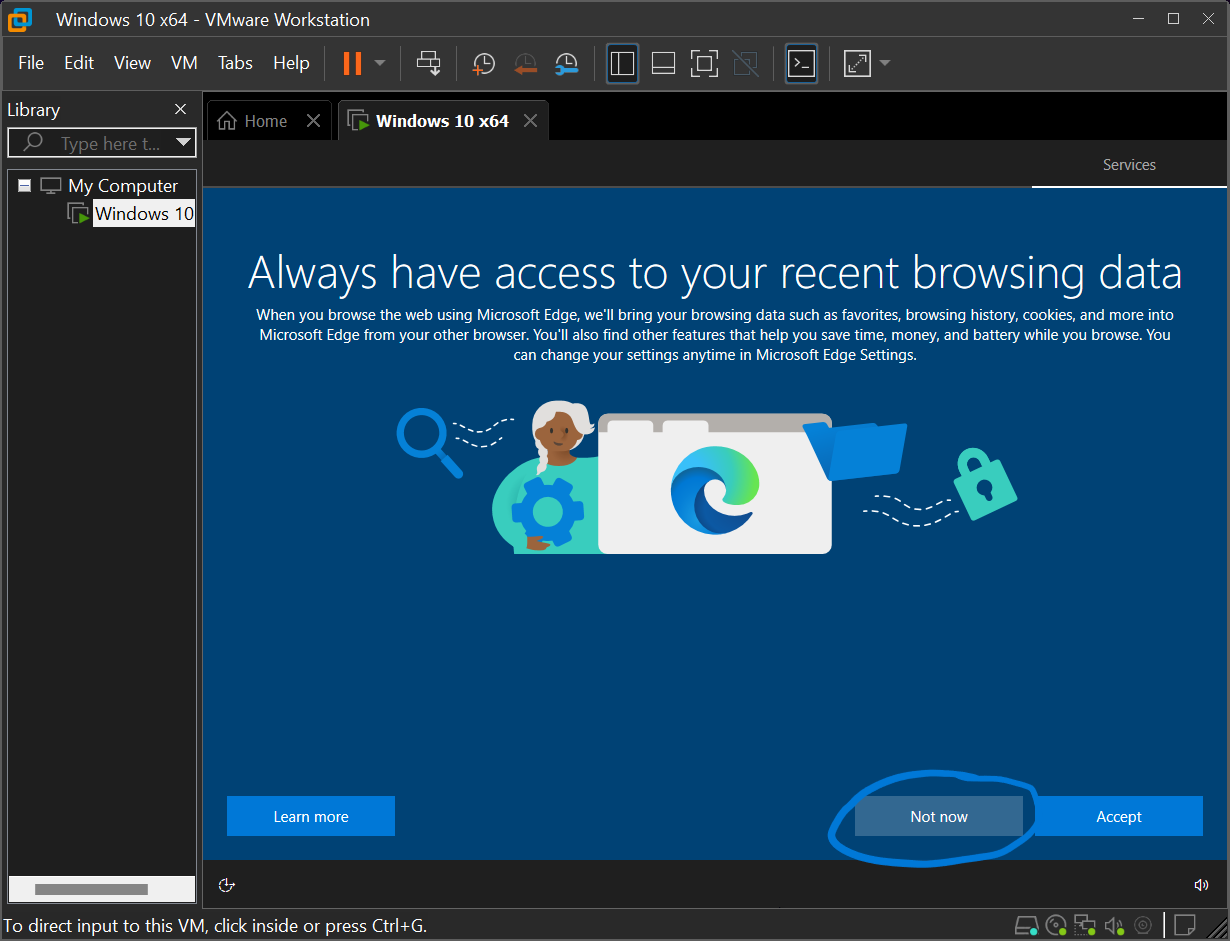 Windows 10 x64 - VMware Workstation
File Edit View VM Tabs Help
Library
Home
Windows 10 x64
Type here t...
Services
My Computer
Windows 10
Always have access to your recent browsing data
When you browse the web using Microsoft Edge, we'll bring your browsing data such as favorites, browsing history, cookies, and more into
Microsoft Edge from your other browser. You'll also find other features that help you save time, money, and battery while you browse. You
can change your settings anytime in Microsoft Edge Settings.
Learn more
Not now
Accept
To direct input to this VM, click inside or press Ctrl+G.